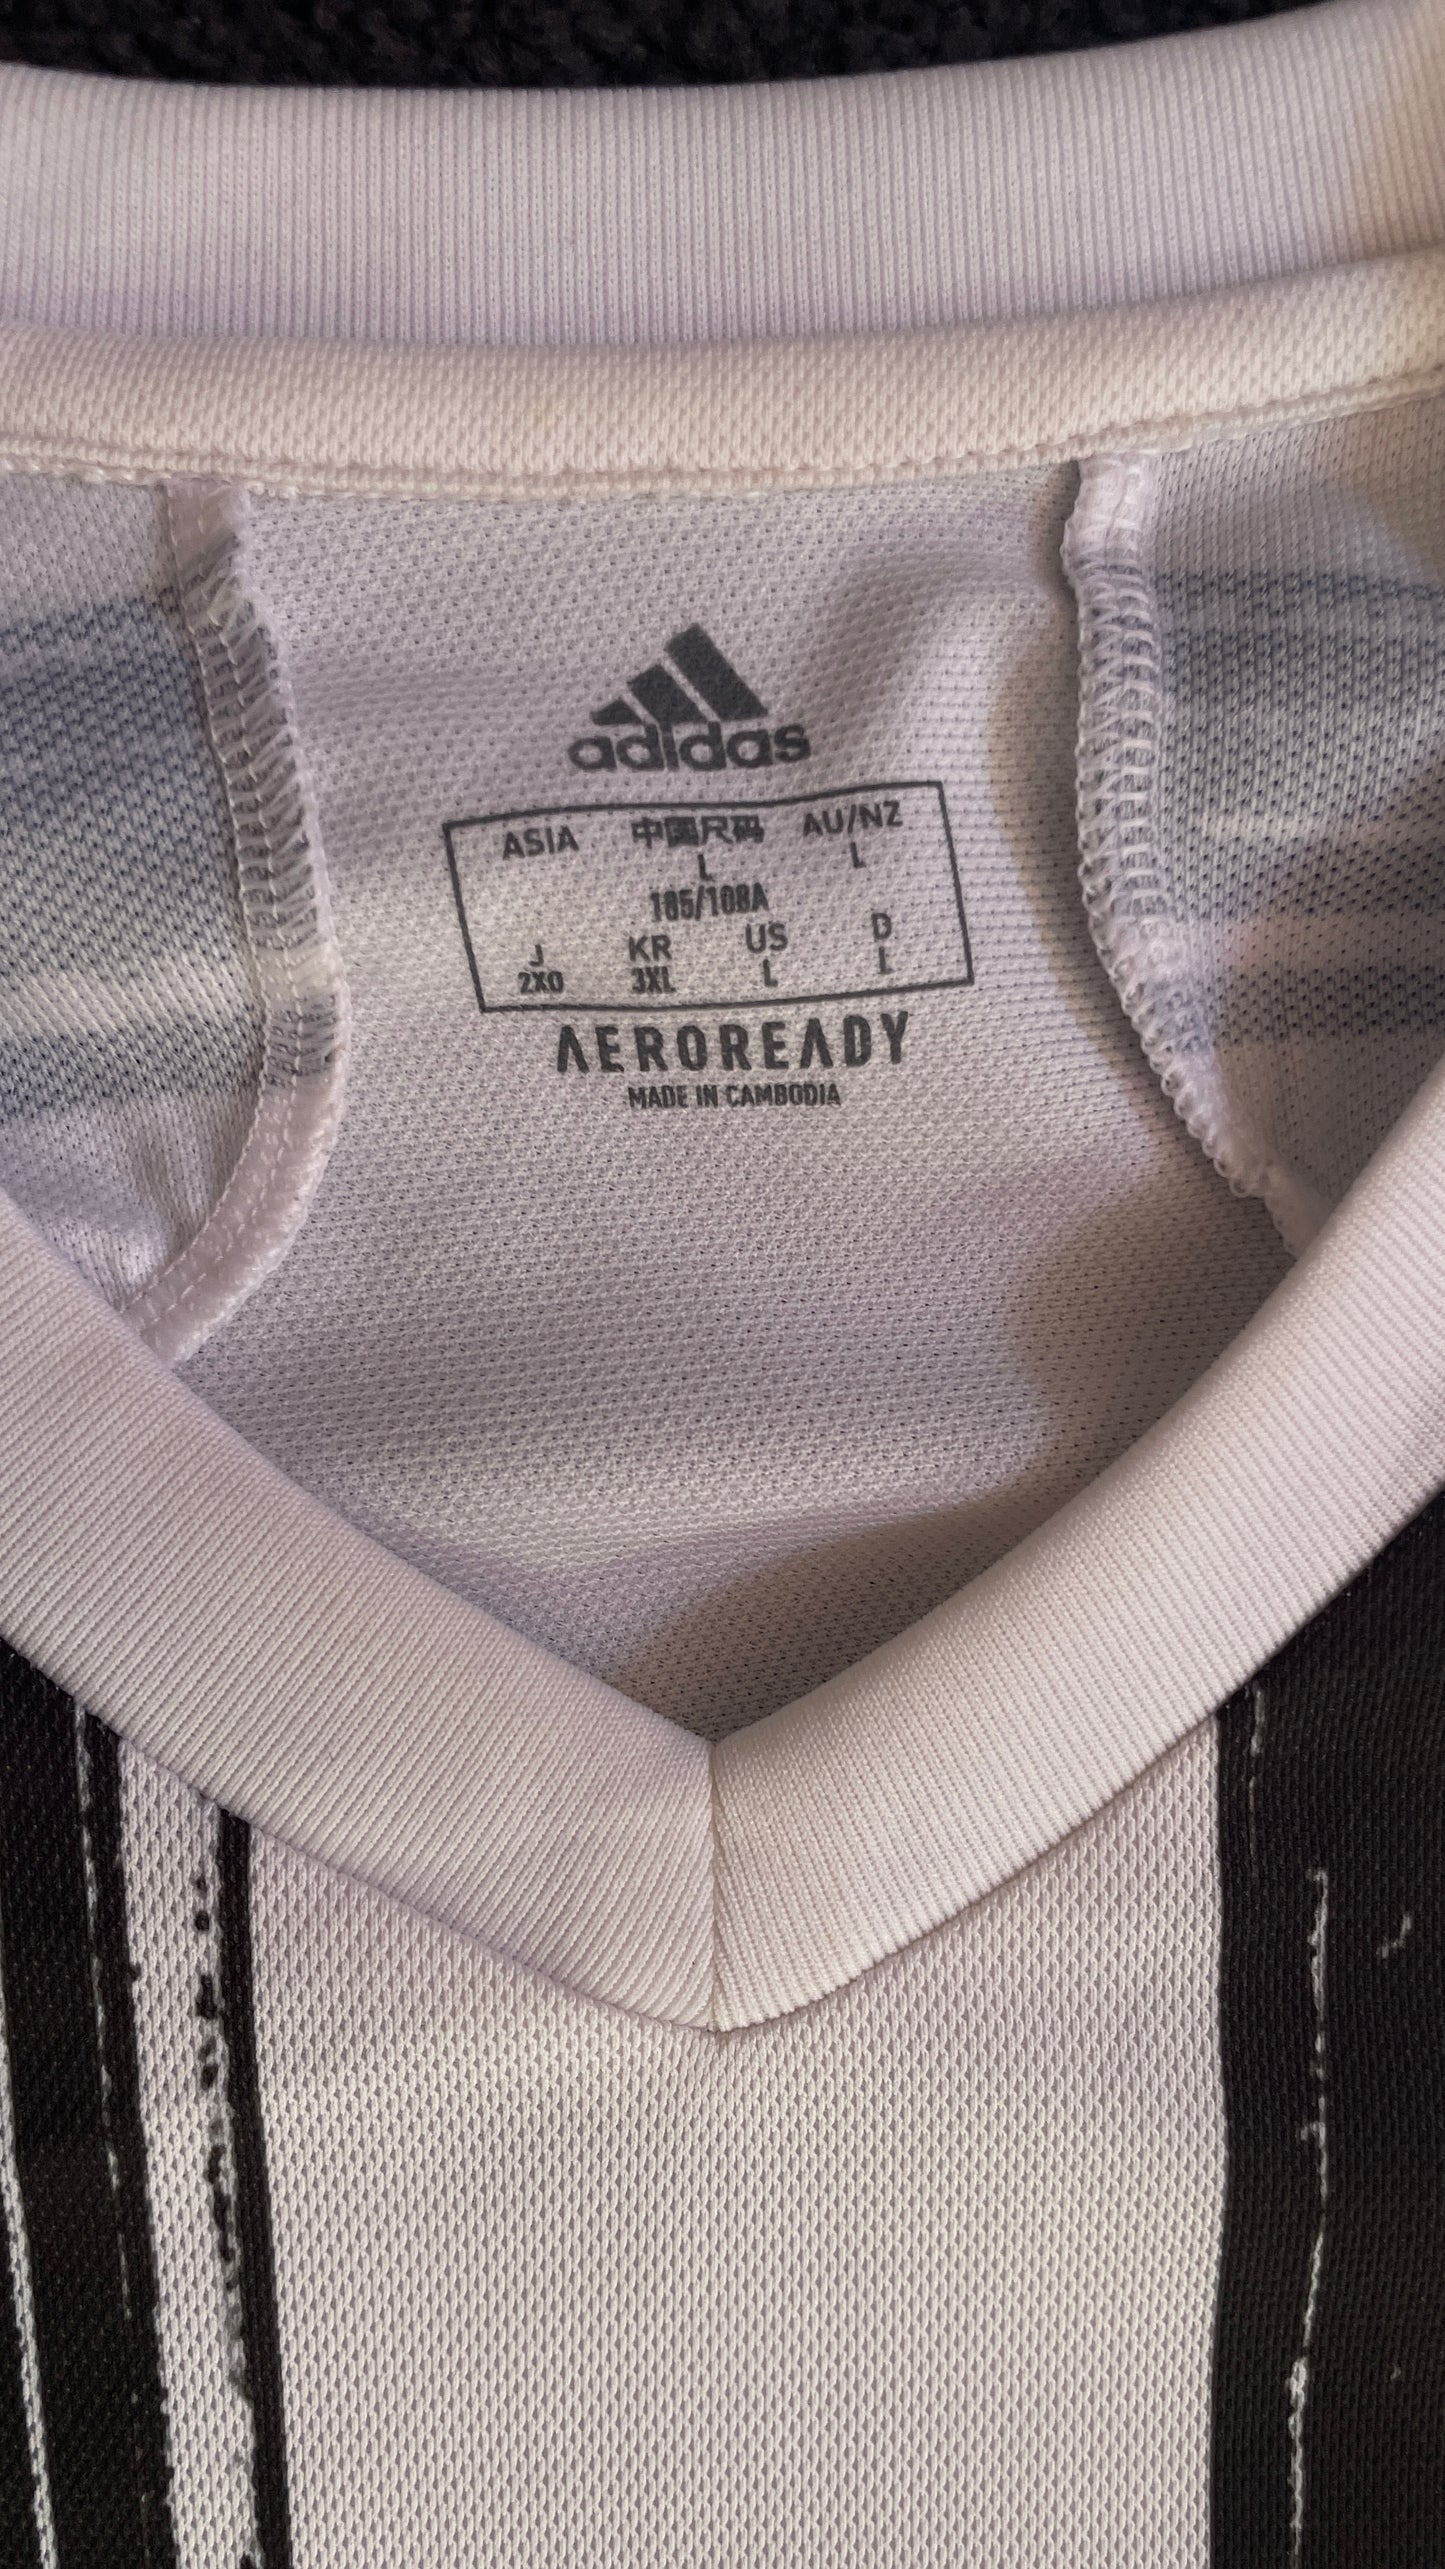 adidas
ASIA 中国尺码 AU/NZ
L L
185/108A
J KR US D
2XO 3XL L L
AEROREADY
MADE IN CAMBODIA